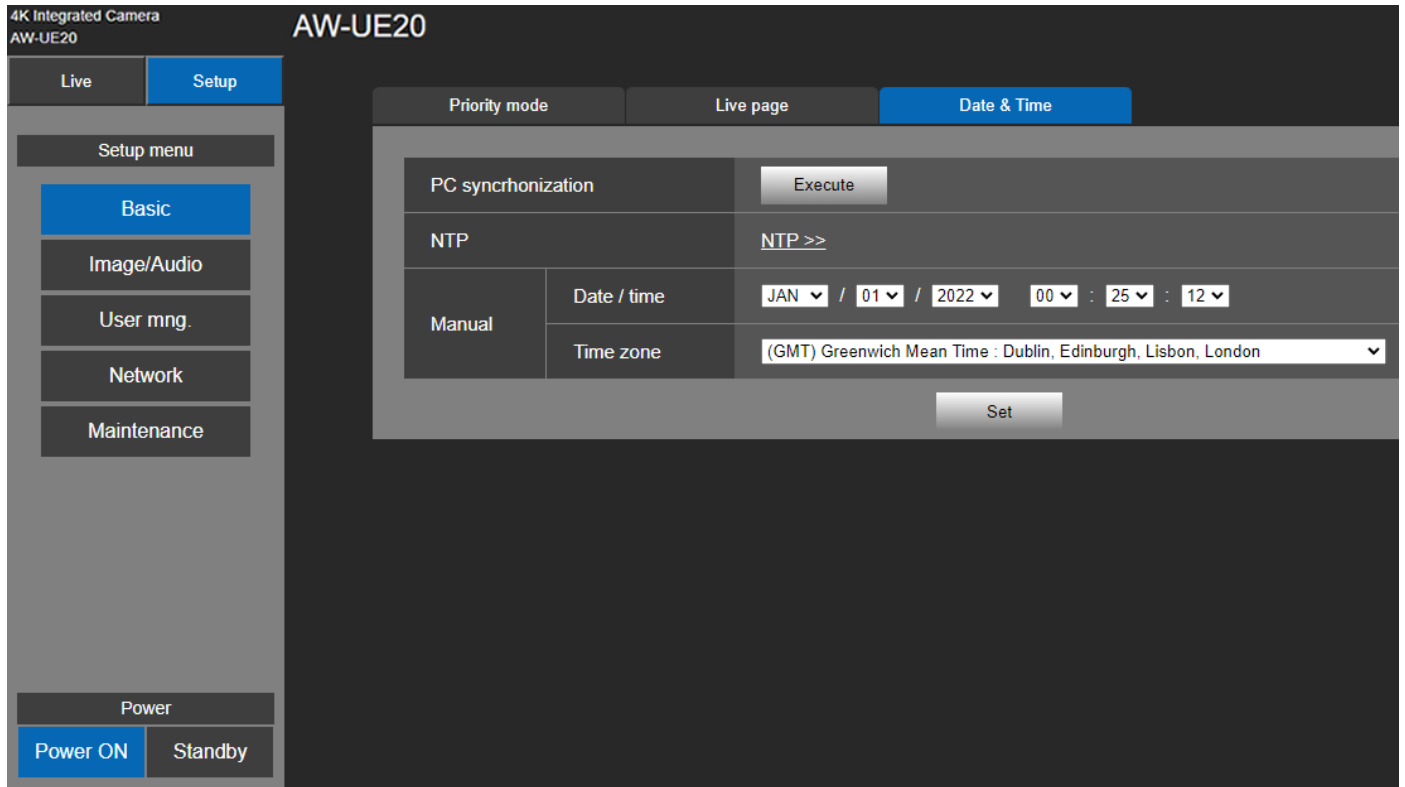 4K Integrated Camera
AW-UE20
AW-UE20
Live Setup
Setup menu
Basic
Image/Audio
User mng.
Network
Maintenance
Power
Power ON Standby
Priority mode Live page Date & Time
PC syncrhonization Execute
NTP NTP >>
Manual
Date / time JAN / 01 / 2022 00 : 25 : 12
Time zone (GMT) Greenwich Mean Time : Dublin, Edinburgh, Lisbon, London
Set